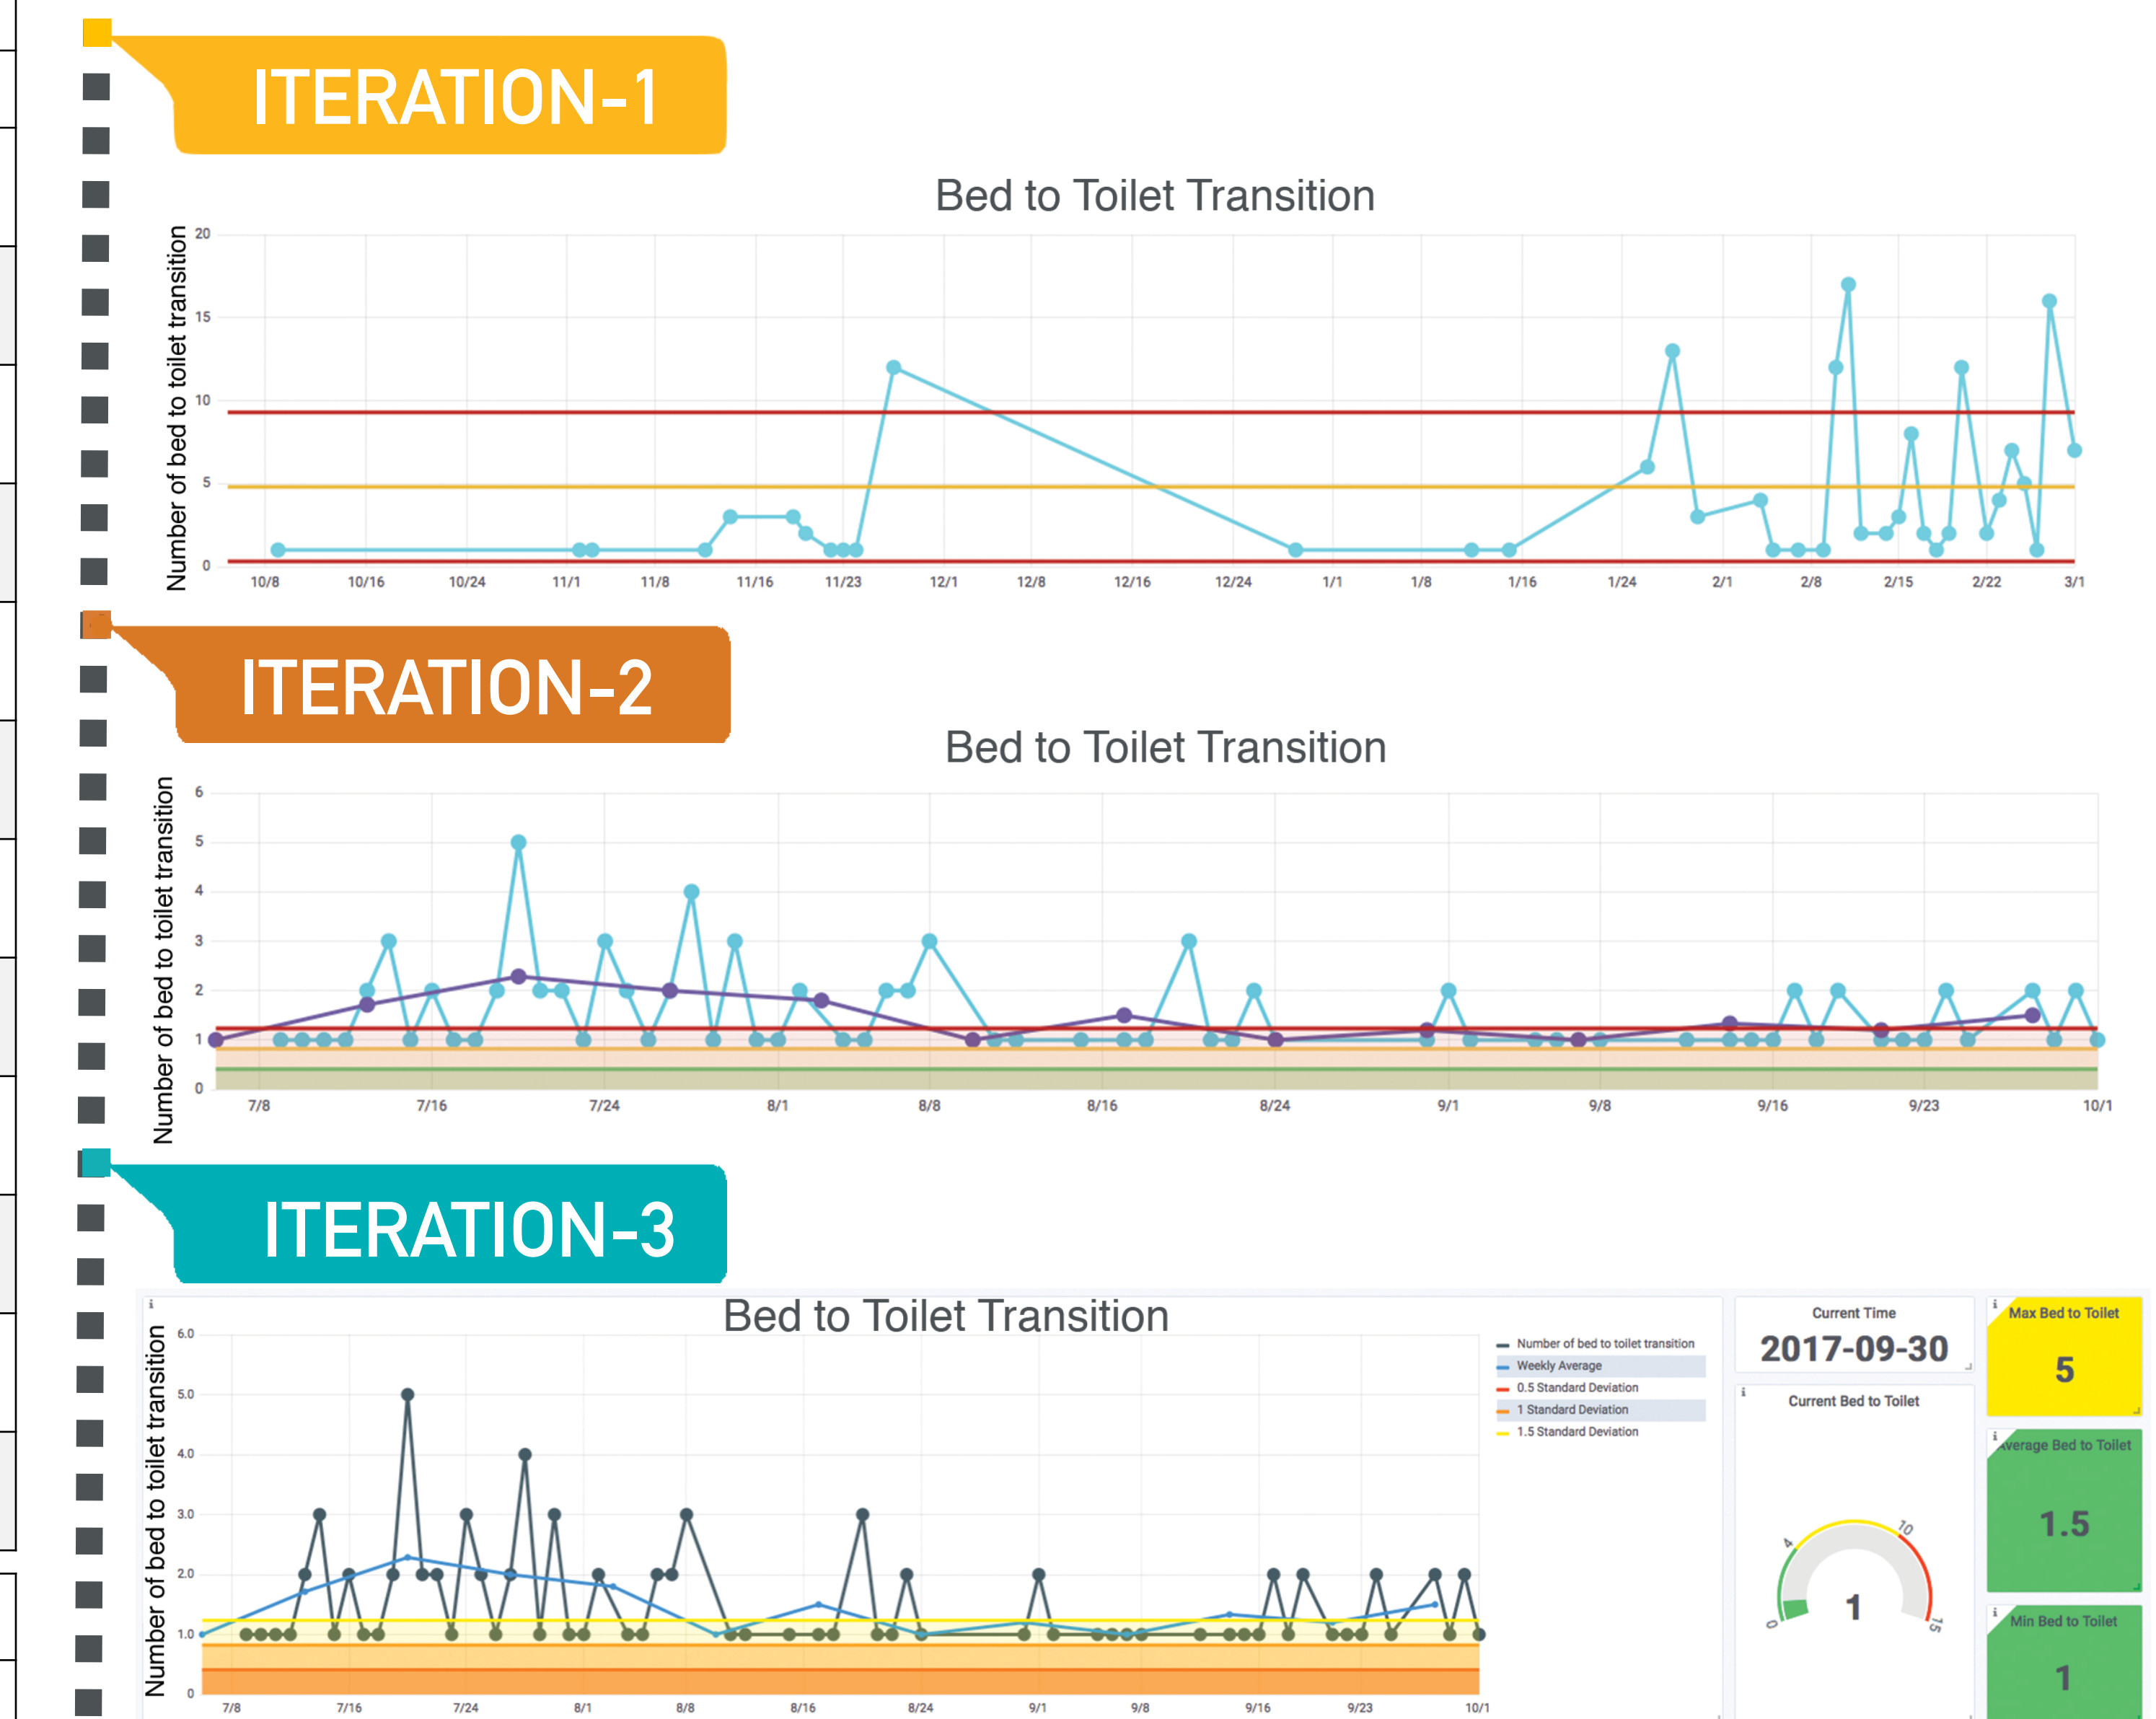 ITERATION-1
Bed to Toilet Transition
Number of bed to toilet transition
20
15
10
5
0
10/8 10/16 10/24 11/1 11/8 11/16 11/23 12/1 12/8 12/16 12/24 1/1 1/8 1/16 1/24 2/1 2/8 2/15 2/22 3/1
ITERATION-2
Bed to Toilet Transition
Number of bed to toilet transition
6
5
4
3
2
1
0
7/8 7/16 7/24 8/1 8/8 8/16 8/24 9/1 9/8 9/16 9/23 10/1
ITERATION-3
i
Bed to Toilet Transition
Number of bed to toilet transition
6.0
5.0
4.0
3.0
2.0
1.0
0
7/8 7/16 7/24 8/1 8/8 8/16 8/24 9/1 9/8 9/16 9/23 10/1
Number of bed to toilet transition
Weekly Average
0.5 Standard Deviation
1 Standard Deviation
1.5 Standard Deviation
Current Time
2017-09-30
i
Current Bed to Toilet
0 4 10 15
1
i
Max Bed to Toilet
5
i
Average Bed to Toilet
1.5
i
Min Bed to Toilet
1